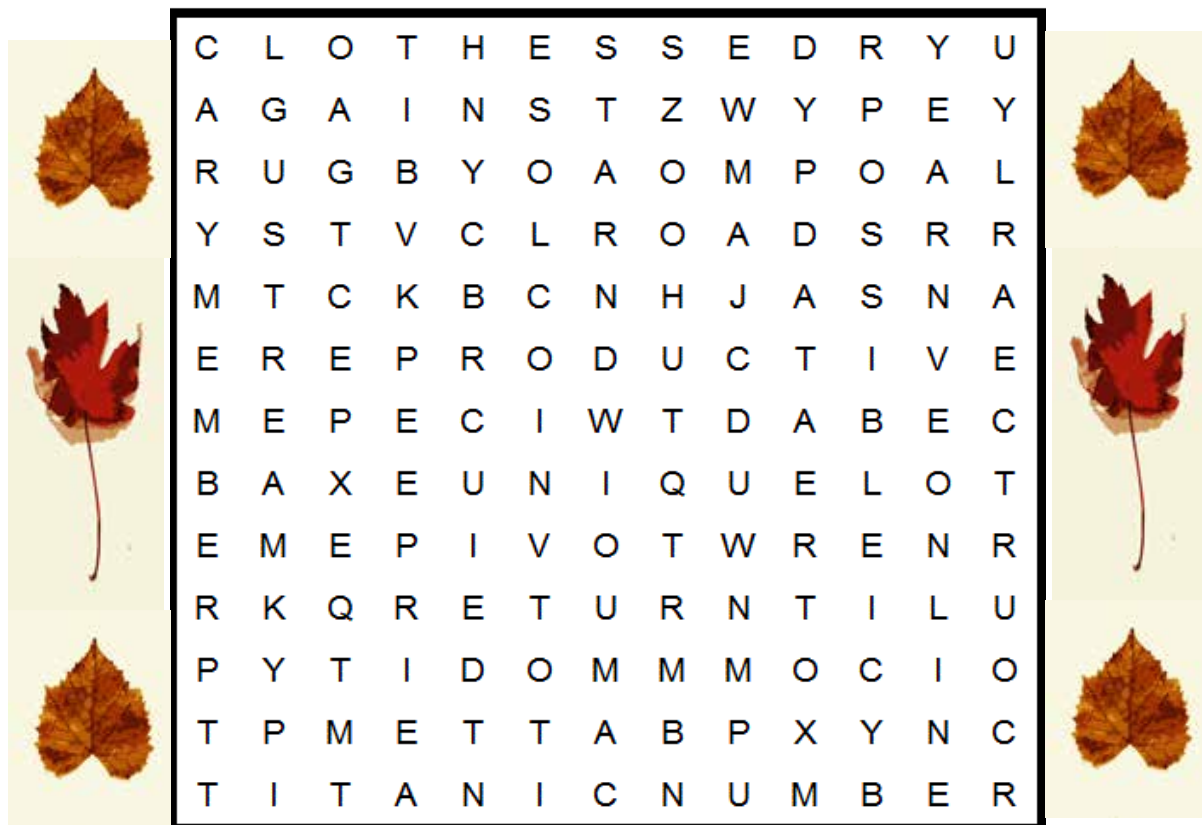 C L O T H E S S E D R Y U
A G A I N S T Z W Y P E Y
R U G B Y O A O M P O A L
Y S T V C L R O A D S R R
M T C K B C N H J A S N A
E R E P R O D U C T I V E
M E P E C I W T D A B E C
B A X E U N I Q U E L O T
E M E P I V O T W R E N R
R K Q R E T U R N T I L U
P Y T I D O M M M O C I O
T P M E T T A B P X Y N C
T I T A N I C N U M B E R